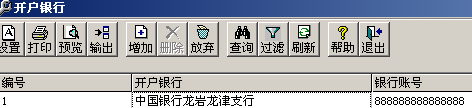 开户银行
设置 打印 预览 输出 增加 删除 放弃 查询 过滤 刷新 帮助 退出
编号 开户银行 银行账号
1 中国银行龙岩龙津支行 888888888888888